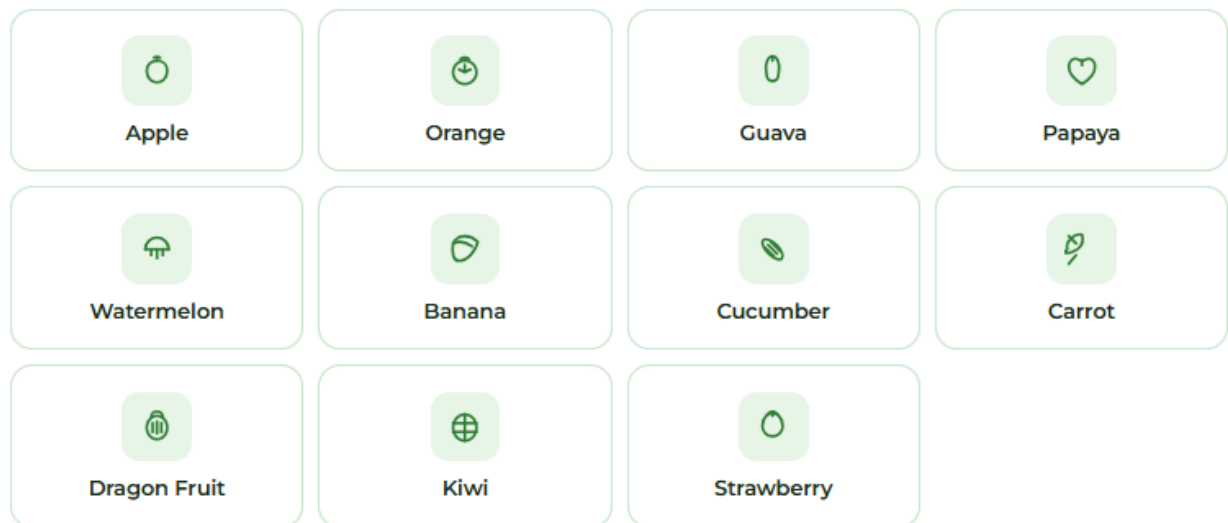 Apple
Orange
Guava
Papaya
Watermelon
Banana
Cucumber
Carrot
Dragon Fruit
Kiwi
Strawberry